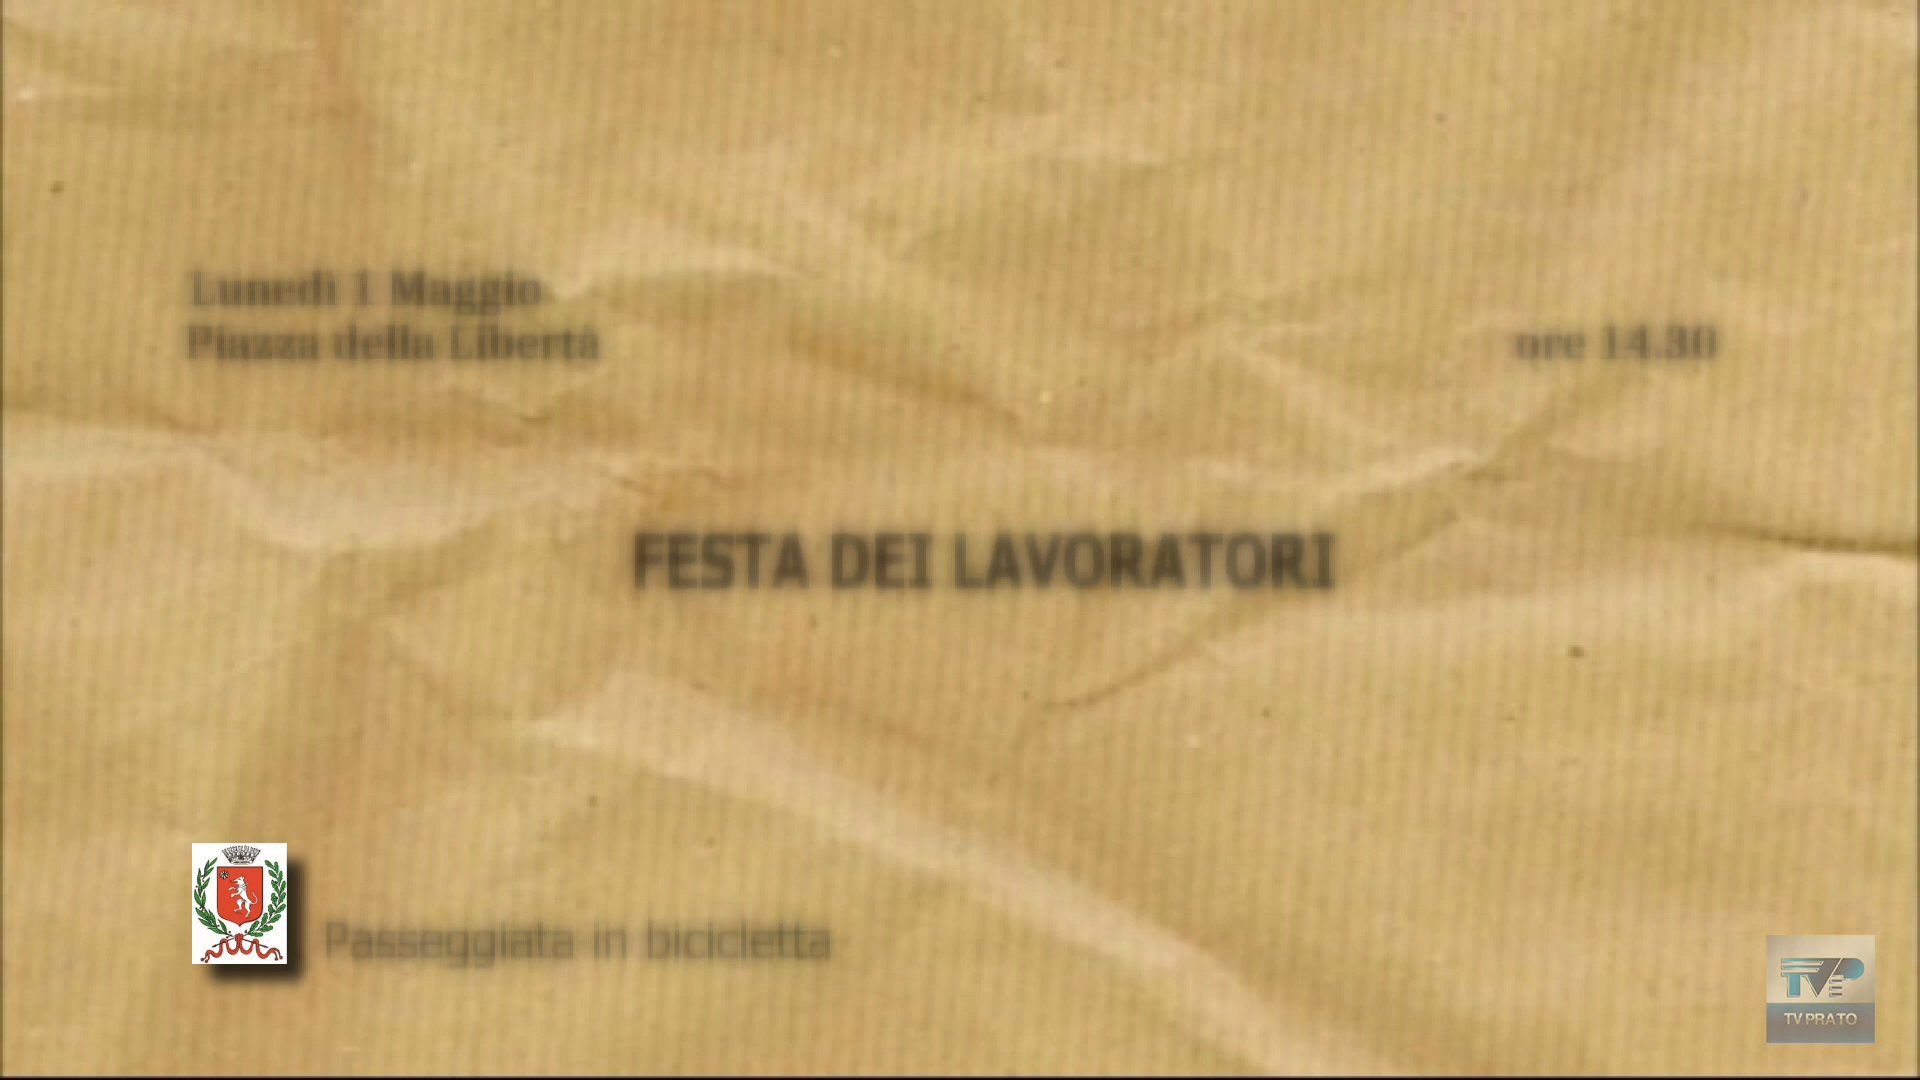 Lunedì 1 Maggio
Piazza della Libertà
ore 14.30
FESTA DEI LAVORATORI
Passeggiata in bicicletta
TV PRATO